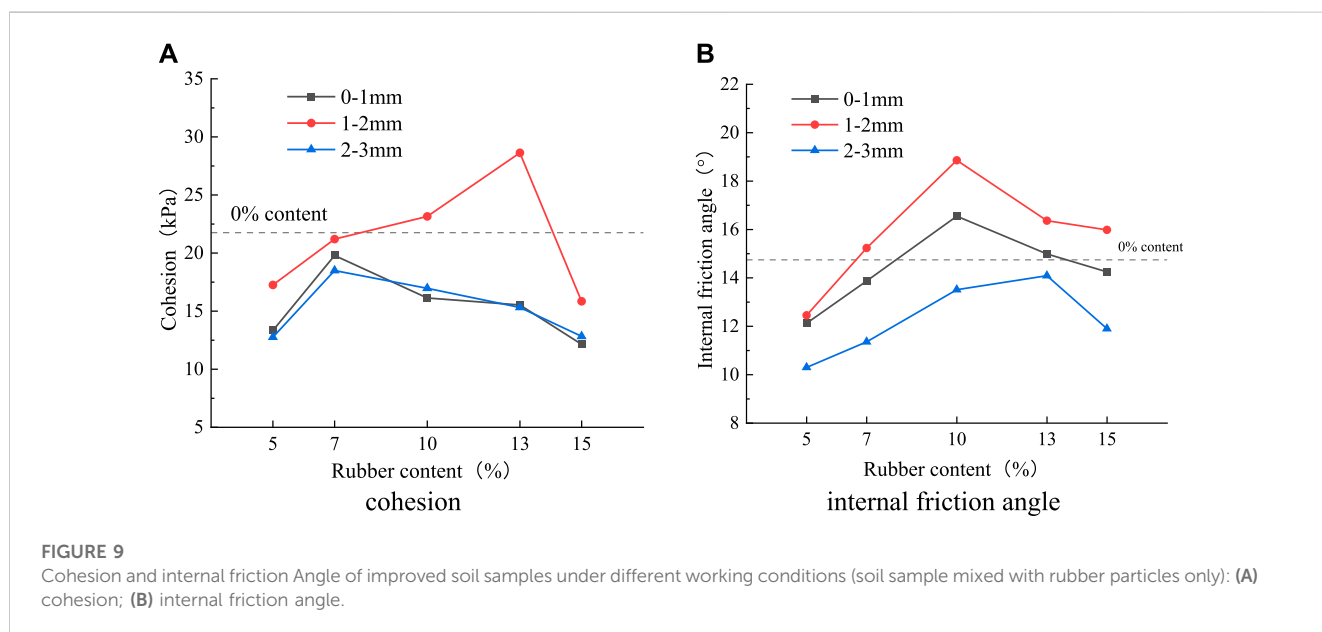 A
35
30
25
20
15
10
5
Cohesion（kPa）
0-1mm
1-2mm
2-3mm
0% content
5 7 10 13 15
Rubber content（%）
cohesion
B
22
20
18
16
14
12
10
8
Internal friction angle（°）
0-1mm
1-2mm
2-3mm
0% content
5 7 10 13 15
Rubber content（%）
internal friction angle
FIGURE 9
Cohesion and internal friction Angle of improved soil samples under different working conditions (soil sample mixed with rubber particles only): (A)
cohesion; (B) internal friction angle.